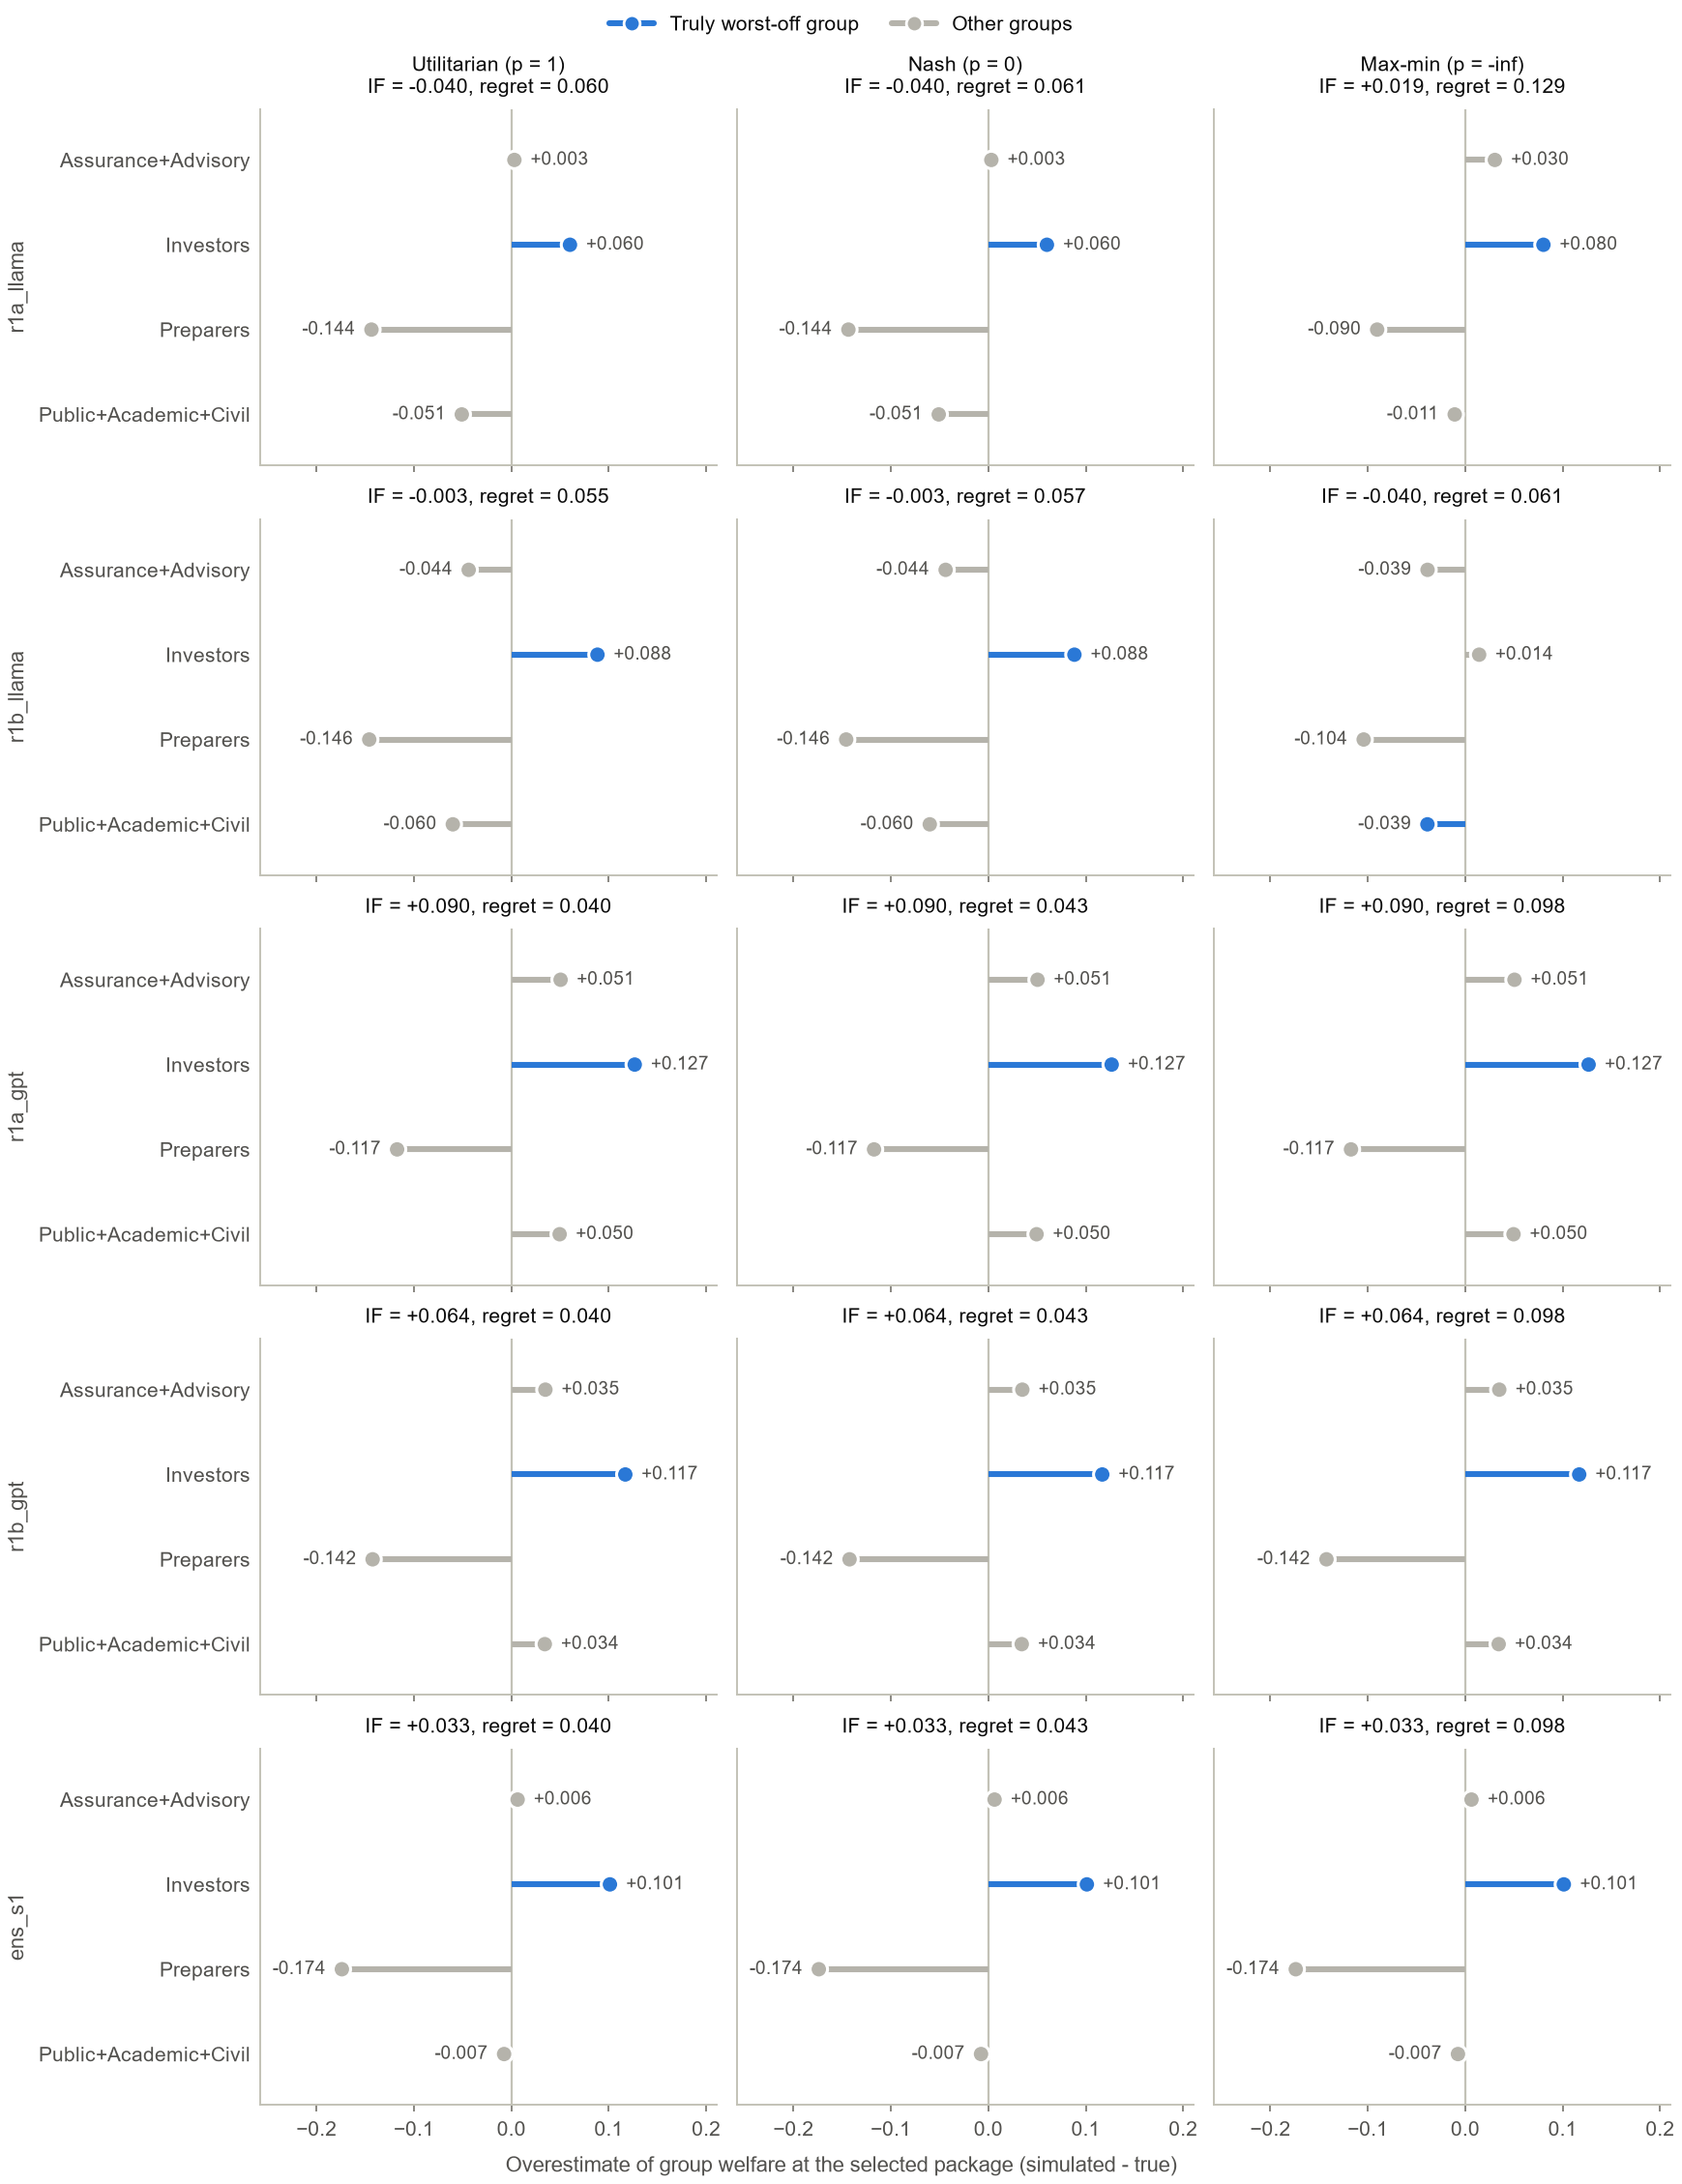 Truly worst-off group Other groups
Utilitarian (p = 1) Nash (p = 0) Max-min (p = -inf)
IF = -0.040, regret = 0.060 IF = -0.040, regret = 0.061 IF = +0.019, regret = 0.129
r1a_llama
Assurance+Advisory +0.003 +0.003 +0.030
Investors +0.060 +0.060 +0.080
Preparers -0.144 -0.144 -0.090
Public+Academic+Civil -0.051 -0.051 -0.011
IF = -0.003, regret = 0.055 IF = -0.003, regret = 0.057 IF = -0.040, regret = 0.061
r1b_llama
Assurance+Advisory -0.044 -0.044 -0.039
Investors +0.088 +0.088 +0.014
Preparers -0.146 -0.146 -0.104
Public+Academic+Civil -0.060 -0.060 -0.039
IF = +0.090, regret = 0.040 IF = +0.090, regret = 0.043 IF = +0.090, regret = 0.098
r1a_gpt
Assurance+Advisory +0.051 +0.051 +0.051
Investors +0.127 +0.127 +0.127
Preparers -0.117 -0.117 -0.117
Public+Academic+Civil +0.050 +0.050 +0.050
IF = +0.064, regret = 0.040 IF = +0.064, regret = 0.043 IF = +0.064, regret = 0.098
r1b_gpt
Assurance+Advisory +0.035 +0.035 +0.035
Investors +0.117 +0.117 +0.117
Preparers -0.142 -0.142 -0.142
Public+Academic+Civil +0.034 +0.034 +0.034
IF = +0.033, regret = 0.040 IF = +0.033, regret = 0.043 IF = +0.033, regret = 0.098
ens_s1
Assurance+Advisory +0.006 +0.006 +0.006
Investors +0.101 +0.101 +0.101
Preparers -0.174 -0.174 -0.174
Public+Academic+Civil -0.007 -0.007 -0.007
−0.2 −0.1 0.0 0.1 0.2 −0.2 −0.1 0.0 0.1 0.2 −0.2 −0.1 0.0 0.1 0.2
Overestimate of group welfare at the selected package (simulated - true)